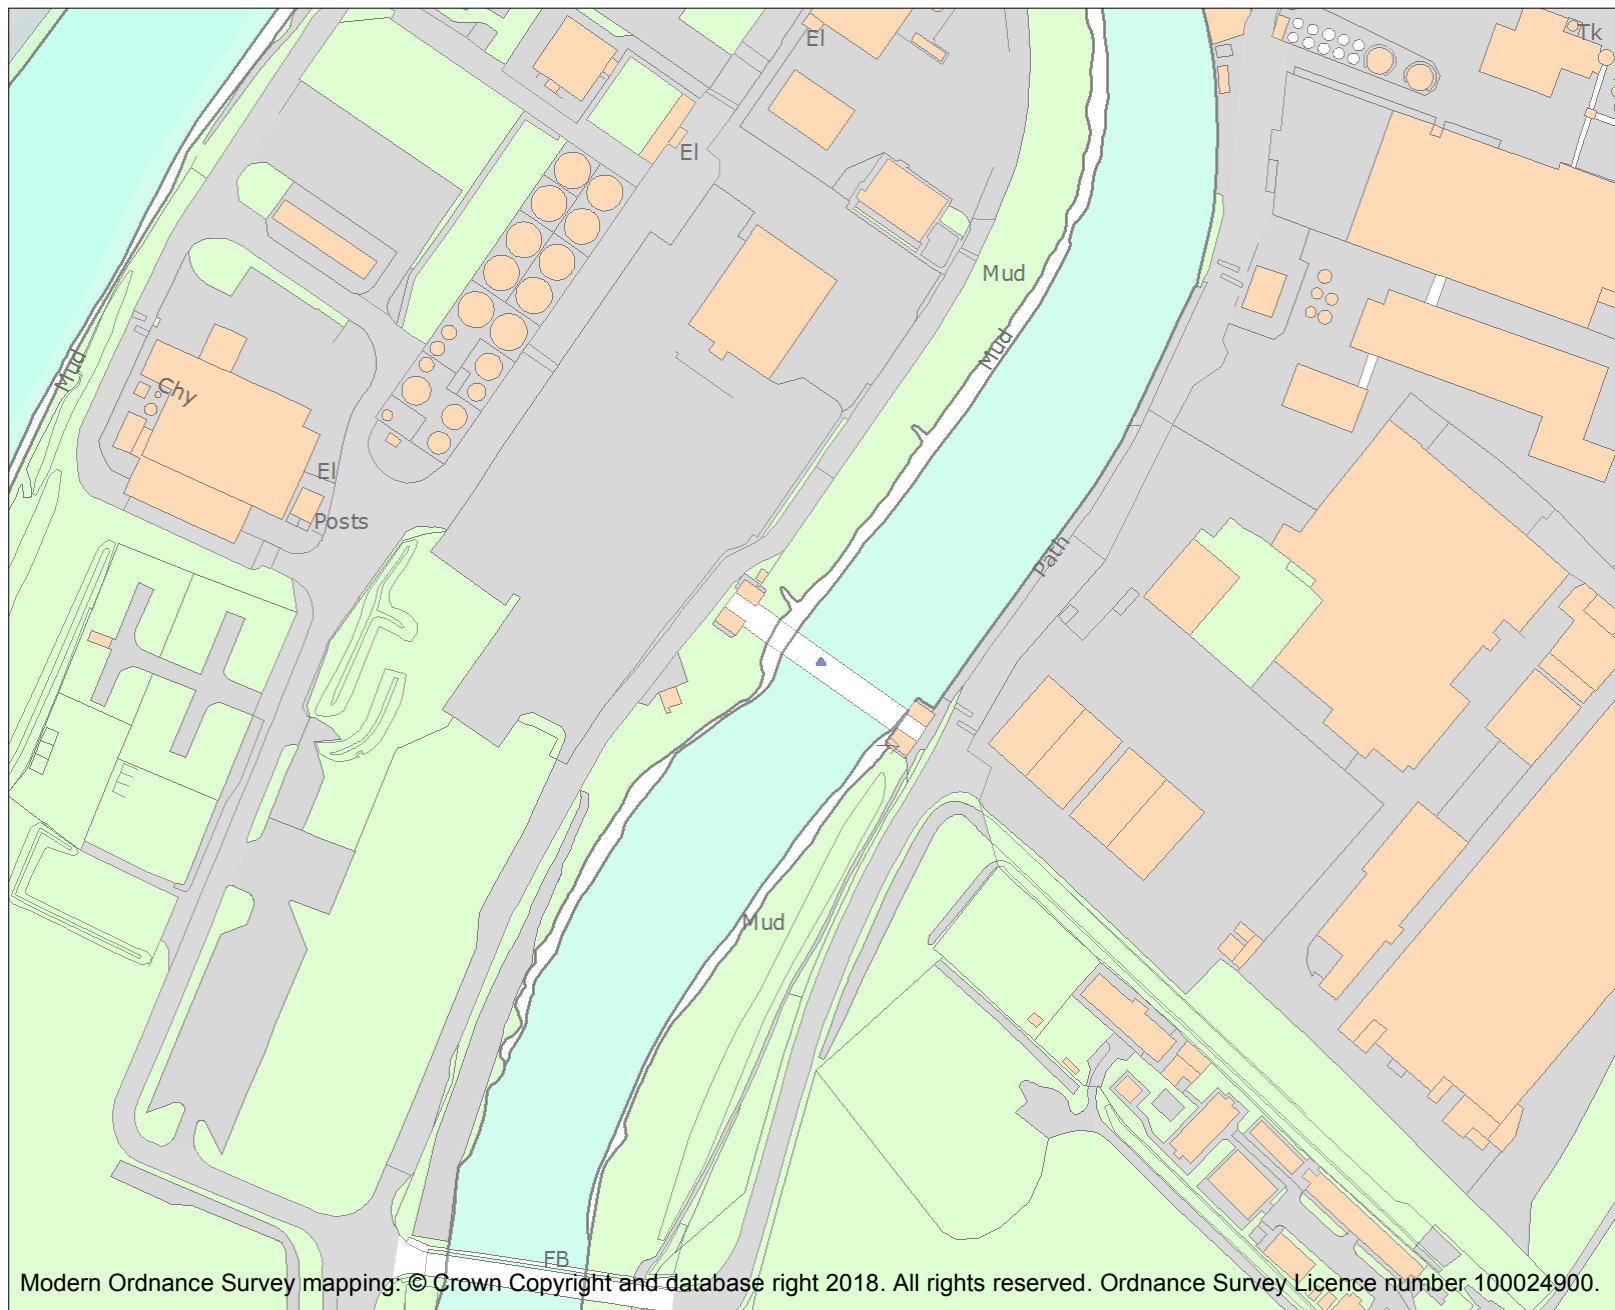 El
Tk
El
Mud
Mud
Mud
Chy
El
Posts
Path
Mud
FB
Modern Ordnance Survey mapping: © Crown Copyright and database right 2018. All rights reserved. Ordnance Survey Licence number 100024900.